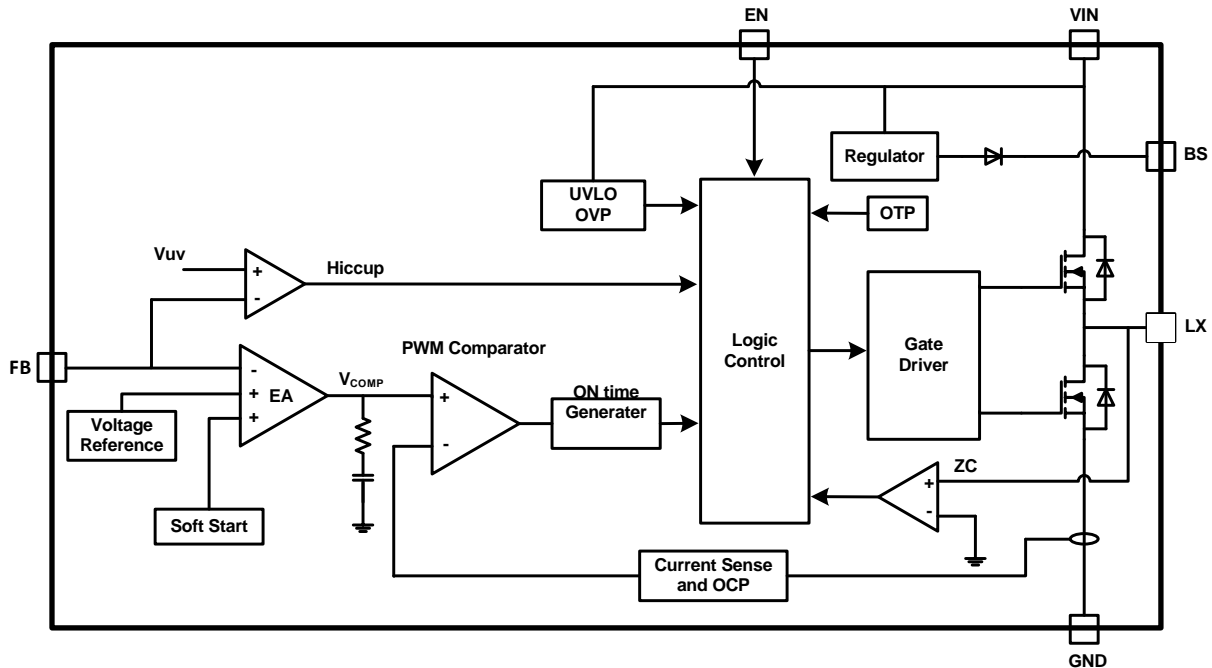 EN
VIN
Regulator
BS
UVLO
OVP
OTP
Vuv
+
-
Hiccup
Logic
Control
Gate
Driver
LX
FB
PWM Comparator
-
+
+
EA
VCOMP
+
-
ON time
Generater
Voltage
Reference
Soft Start
ZC
+
-
Current Sense
and OCP
GND